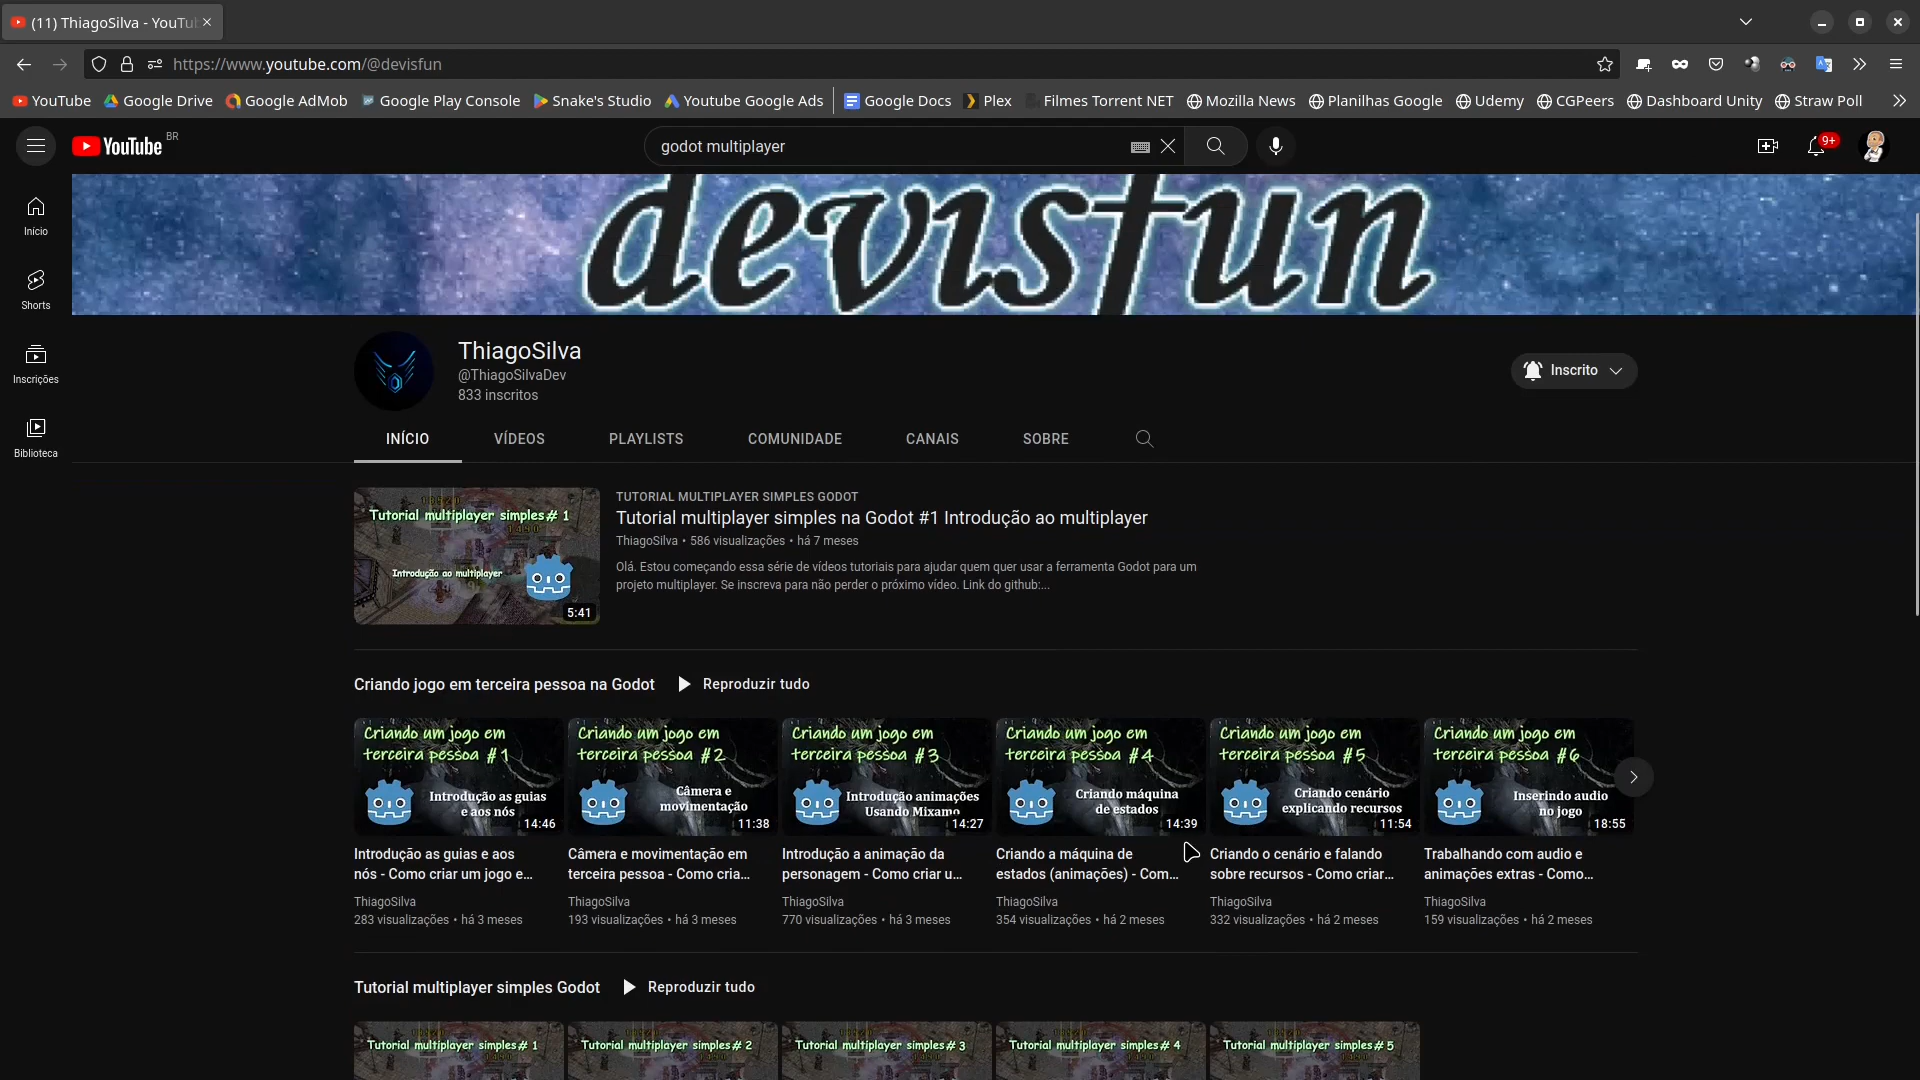 (11) ThiagoSilva - YouTu
https://www.youtube.com/@devisfun
YouTube
Google Drive
Google AdMob
Google Play Console
Snake's Studio
Youtube Google Ads
Google Docs
Plex
Filmes Torrent NET
Mozilla News
Planilhas Google
Udemy
CGPeers
Dashboard Unity
Straw Poll
YouTube
BR
godot multiplayer
9+
devisfun
Início
Shorts
Inscrições
Biblioteca
ThiagoSilva
@ThiagoSilvaDev
833 inscritos
Inscrito
INÍCIO
VÍDEOS
PLAYLISTS
COMUNIDADE
CANAIS
SOBRE
Tutorial multiplayer simples# 1
Introdução ao multiplayer
5:41
TUTORIAL MULTIPLAYER SIMPLES GODOT
Tutorial multiplayer simples na Godot #1 Introdução ao multiplayer
ThiagoSilva • 586 visualizações • há 7 meses
Olá. Estou começando essa série de vídeos tutoriais para ajudar quem quer usar a ferramenta Godot para um
projeto multiplayer. Se inscreva para não perder o próximo vídeo. Link do github:...
Criando jogo em terceira pessoa na Godot
Reproduzir tudo
Criando um jogo em
terceira pessoa #1
Introdução as guias
e aos nós
14:46
Introdução as guias e aos
nós - Como criar um jogo e...
ThiagoSilva
283 visualizações • há 3 meses
Criando um jogo em
terceira pessoa #2
Câmera e
movimentação
11:38
Câmera e movimentação em
terceira pessoa - Como cria...
ThiagoSilva
193 visualizações • há 3 meses
Criando um jogo em
terceira pessoa #3
Introdução animações
Usando Mixamo
14:27
Introdução a animação da
personagem - Como criar u...
ThiagoSilva
770 visualizações • há 3 meses
Criando um jogo em
terceira pessoa #4
Criando máquina
de estados
14:39
Criando a máquina de
estados (animações) - Com...
ThiagoSilva
354 visualizações • há 2 meses
Criando um jogo em
terceira pessoa #5
Criando cenário
explicando recursos
11:54
Criando o cenário e falando
sobre recursos - Como criar...
ThiagoSilva
332 visualizações • há 2 meses
Criando um jogo em
terceira pessoa #6
Inserindo audio
no jogo
18:55
Trabalhando com audio e
animações extras - Como...
ThiagoSilva
159 visualizações • há 2 meses
Tutorial multiplayer simples Godot
Reproduzir tudo
Tutorial multiplayer simples# 1
Tutorial multiplayer simples# 2
Tutorial multiplayer simples# 3
Tutorial multiplayer simples# 4
Tutorial multiplayer simples# 5